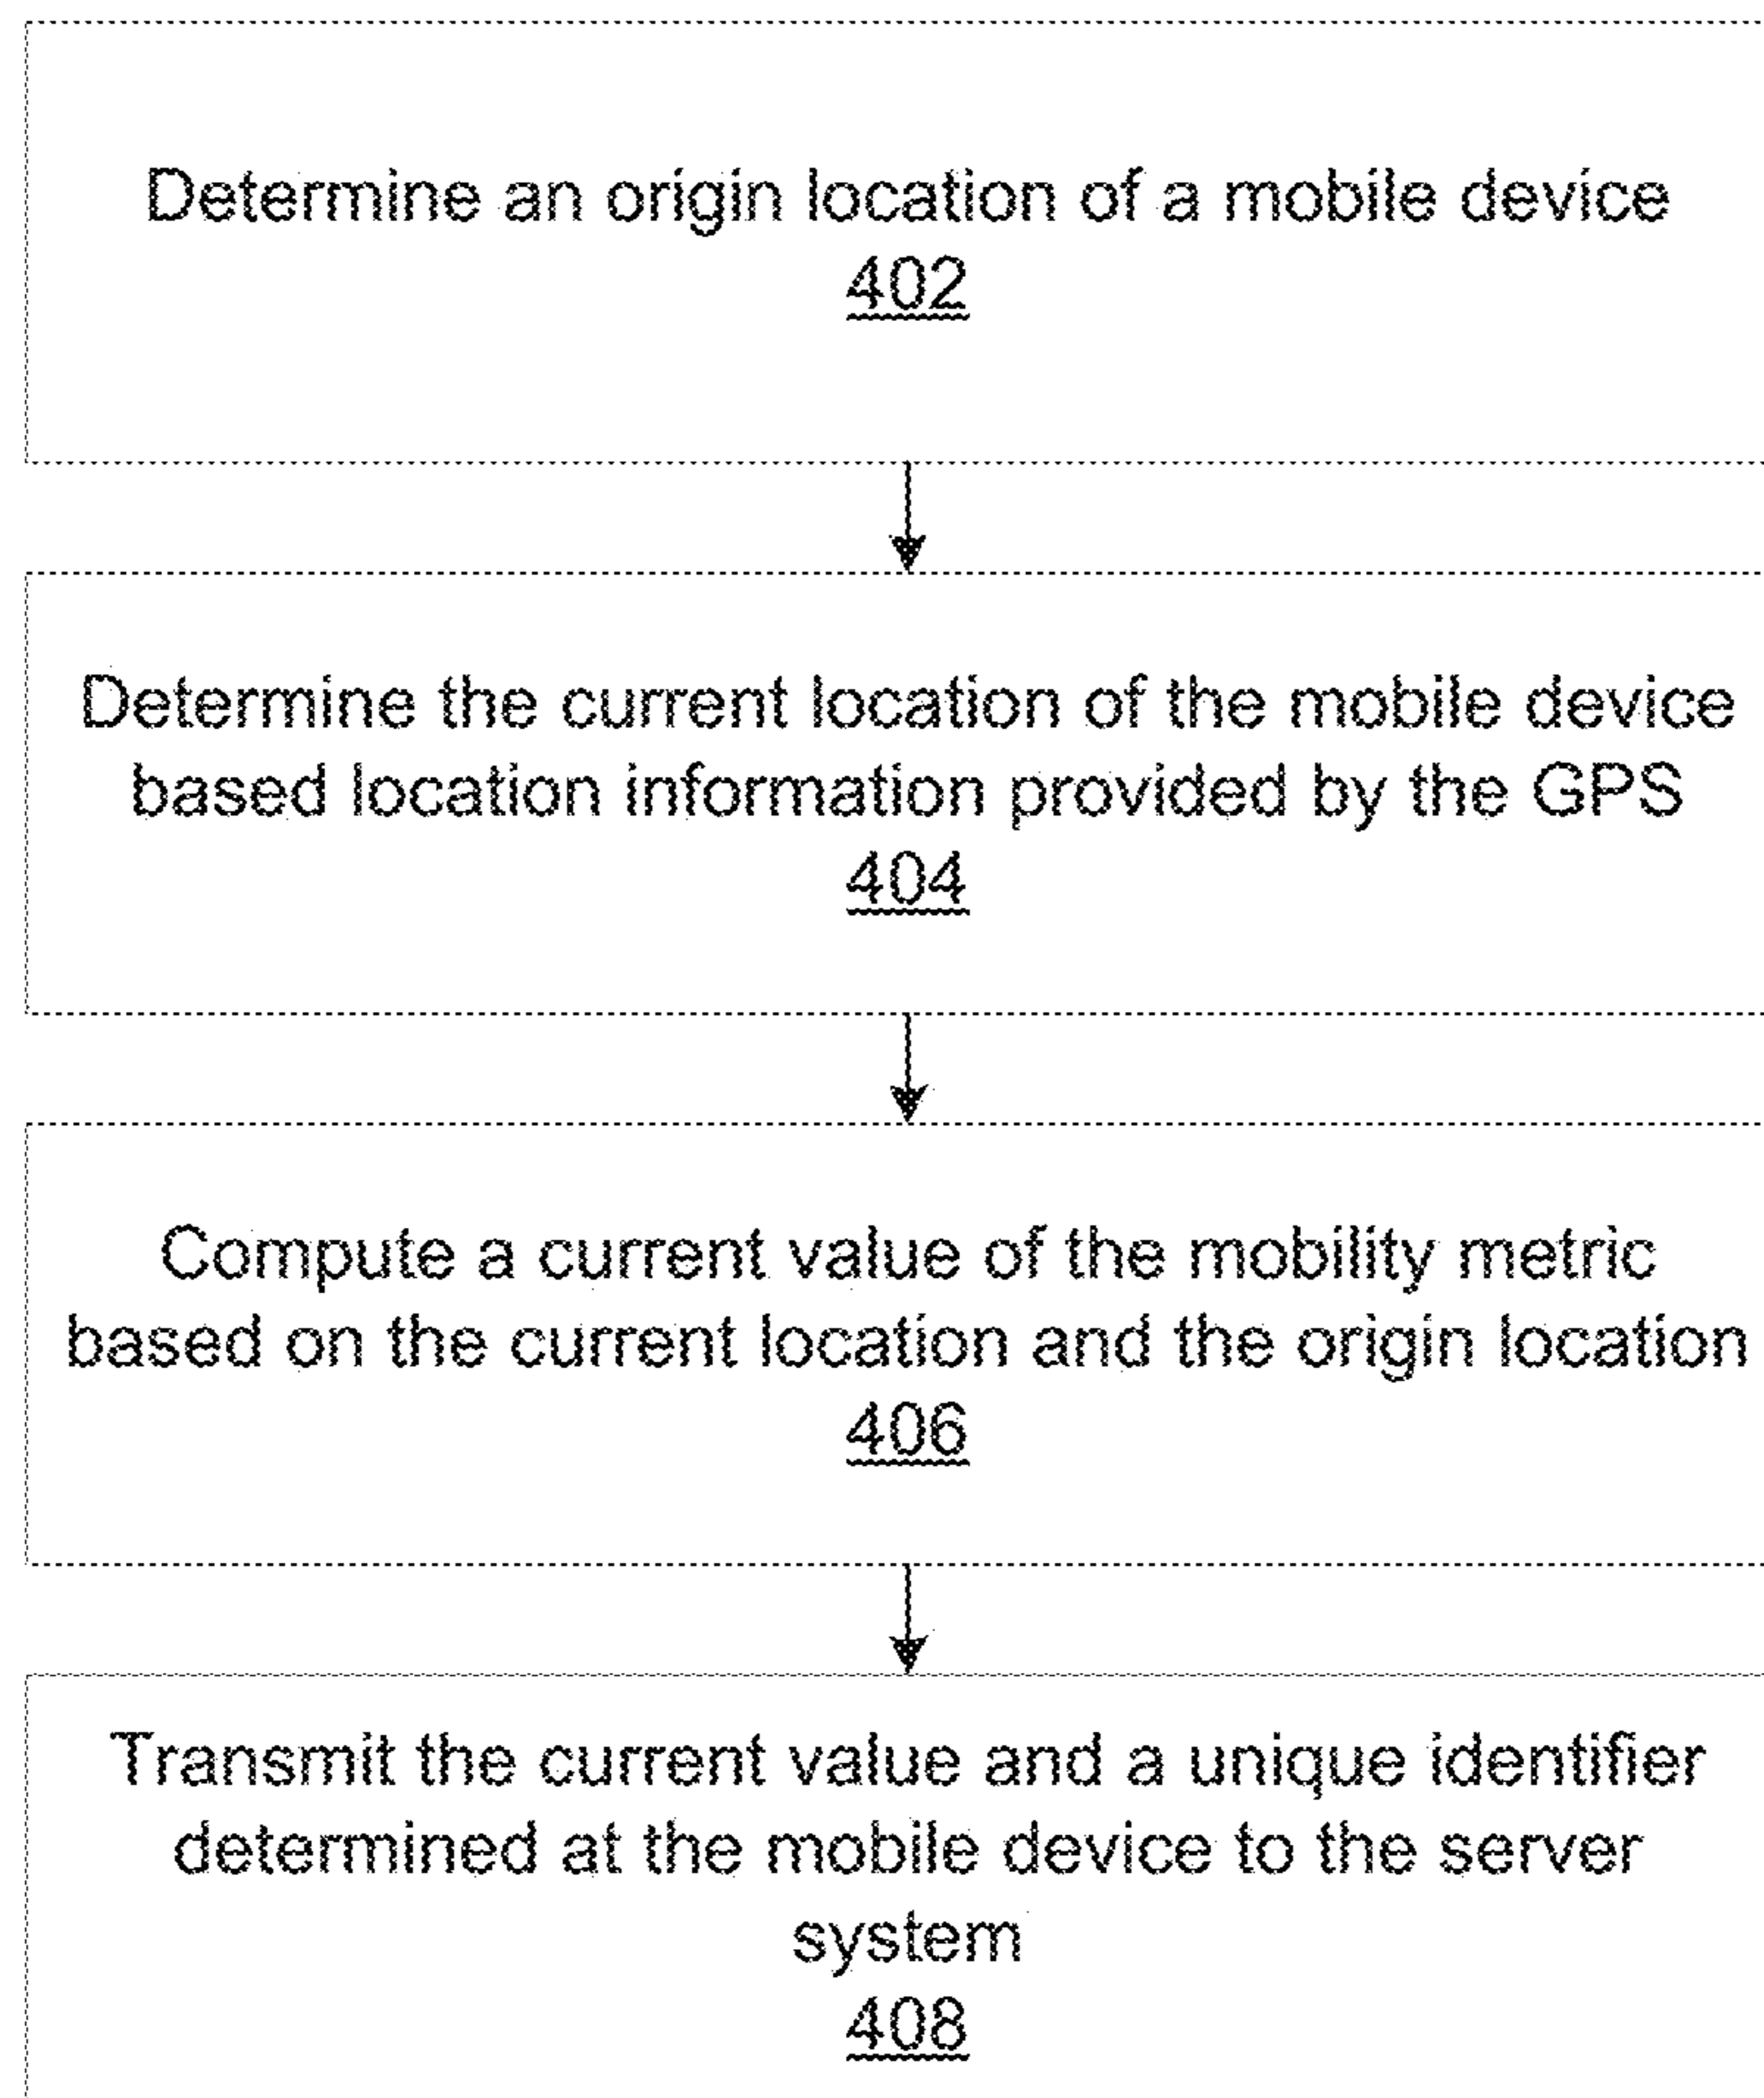 Determine an origin location of a mobile device
402
Determine the current location of the mobile device
based location information provided by the GPS
404
Compute a current value of the mobility metric
based on the current location and the origin location
406
Transmit the current value and a unique identifier
determined at the mobile device to the server
system
408